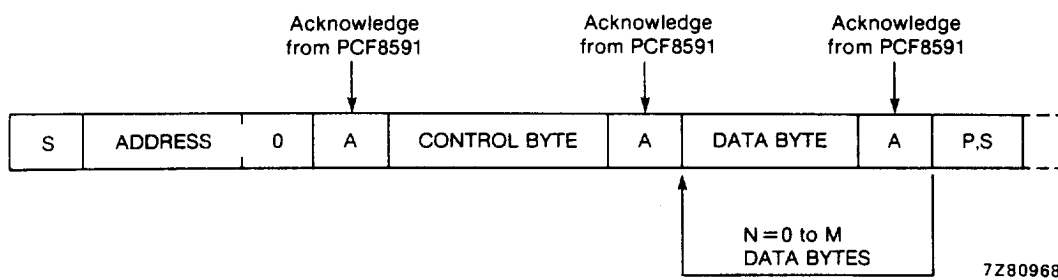 Acknowledge
from PCF8591
Acknowledge
from PCF8591
Acknowledge
from PCF8591
S ADDRESS 0 A CONTROL BYTE A DATA BYTE A P,S
N=0 to M
DATA BYTES
7Z80968